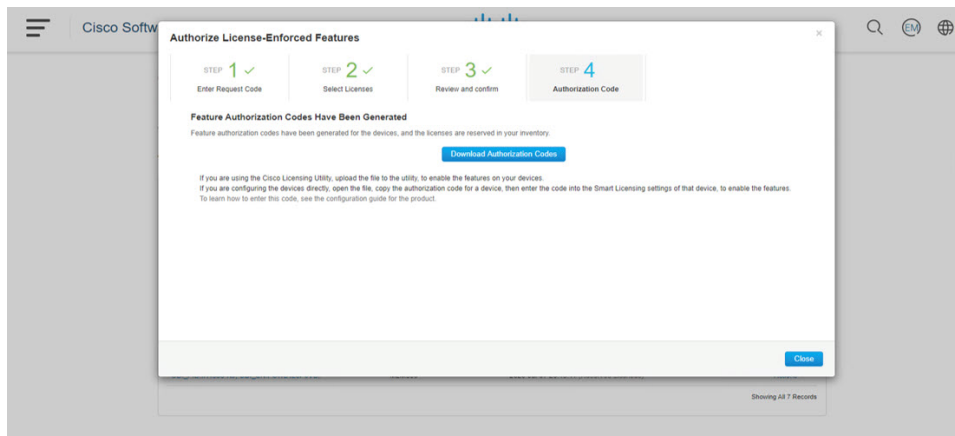 Cisco Softw
EM
Authorize License-Enforced Features
×
STEP 1 ✓
STEP 2 ✓
STEP 3 ✓
STEP 4
Enter Request Code
Select Licenses
Review and confirm
Authorization Code
Feature Authorization Codes Have Been Generated
Feature authorization codes have been generated for the devices, and the licenses are reserved in your inventory.
Download Authorization Codes
If you are using the Cisco Licensing Utility, upload the file to the utility, to enable the features on your devices.
If you are configuring the devices directly, open the file, copy the authorization code for a device, then enter the code into the Smart Licensing settings of that device, to enable the features.
To learn how to enter this code, see the configuration guide for the product.
Close
Showing All 7 Records